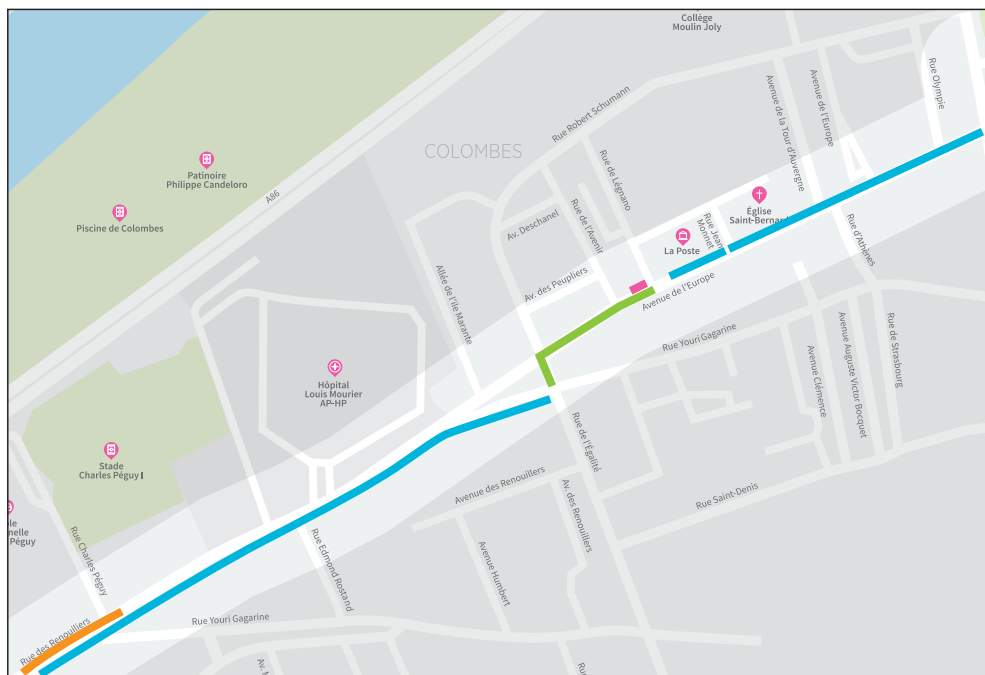 Collège
Moulin Joly
Rue Olympie
Avenue de l'Europe
Avenue de la Tour d'Auvergne
Rue Robert Schumann
COLOMBES
Patinoire
Philippe Candeloro
A86
Rue de Légnano
Piscine de Colombes
Église
Saint-Bernard
Rue Jean
Monnet
La Poste
Rue de l'Avenir
Av. Deschanel
Rue d'Athènes
Allée de l'île Marante
Av. des Peupliers
Avenue de l'Europe
Rue Youri Gagarine
Rue de Strasbourg
Avenue Auguste Victor Bocquet
Avenue Clémence
Hôpital
Louis Mourier
AP-HP
Rue de l'Égalité
Stade
Charles Péguy I
Avenue des Renouillers
Av. des Renouillers
Rue Saint-Denis
nelle
Péguy
Rue Charles Péguy
Rue Edmond Rostand
Avenue Humbert
Rue des Renouilliers
Rue Youri Gagarine
Av.
Rue